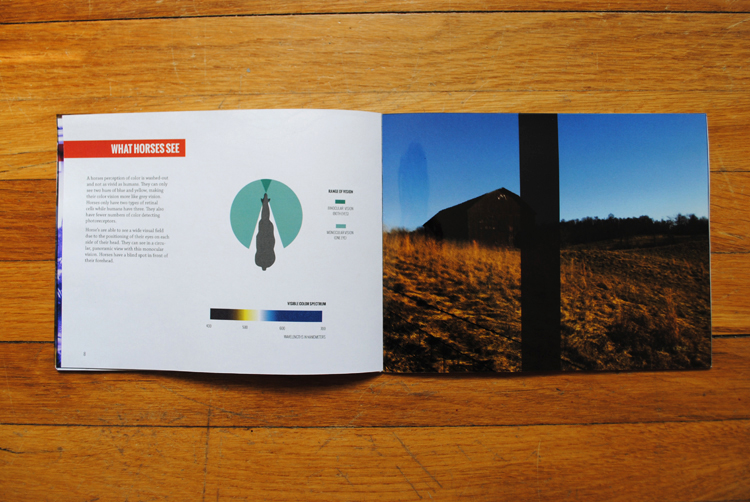 WHAT HORSES SEE
A horses perception of color is washed out
and not as vivid as humans. They can only
see two hues of blue and yellow, making
their color vision more like grey vision.
Horses only have two types of retinal
cells while humans have three. They also
have fewer numbers of color detecting
photoreceptors.
Horse's are able to see a wide visual field
due to the positioning of their eyes on each
side of their head. They can see in a circu-
lar, panoramic view with this monocular
vision. Horses have a blind spot in front of
their forehead.
RANGE OF VISION
BINOCULAR VISION
(BOTH EYES)
MONOCULAR VISION
(ONE EYE)
VISIBLE COLOR SPECTRUM
400
500
600
WAVELENGTH IN NANOMETERS